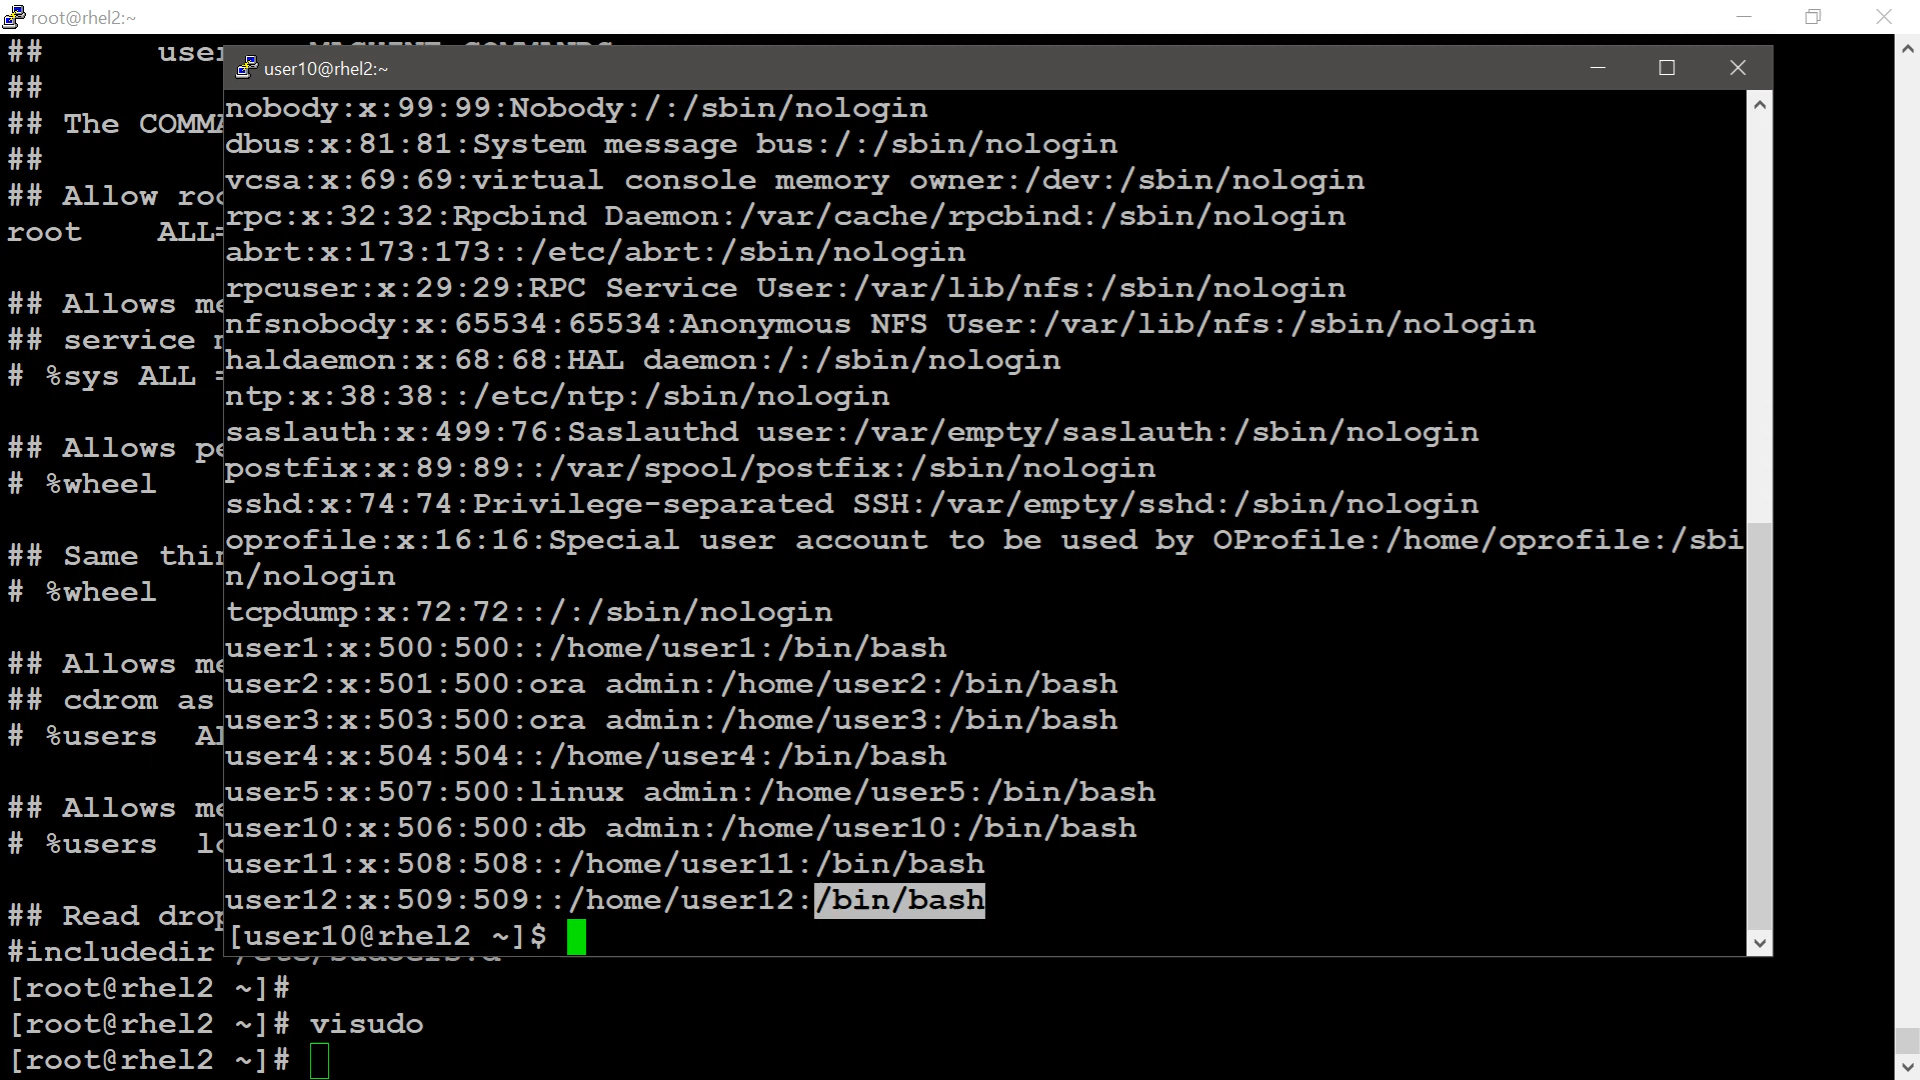 root@rhel2:~
##      user
##
## The COMMA
##
## Allow roo
root    ALL=
## Allows me
## service
# %sys ALL =
## Allows pe
# %wheel
## Same thin
# %wheel
## Allows me
## cdrom as
# %users  AL
## Allows me
# %users  lo
## Read drop
#includedir
[root@rhel2 ~]#
[root@rhel2 ~]# visudo
[root@rhel2 ~]#
user10@rhel2:~
nobody:x:99:99:Nobody:/:/sbin/nologin
dbus:x:81:81:System message bus:/:/sbin/nologin
vcsa:x:69:69:virtual console memory owner:/dev:/sbin/nologin
rpc:x:32:32:Rpcbind Daemon:/var/cache/rpcbind:/sbin/nologin
abrt:x:173:173::/etc/abrt:/sbin/nologin
rpcuser:x:29:29:RPC Service User:/var/lib/nfs:/sbin/nologin
nfsnobody:x:65534:65534:Anonymous NFS User:/var/lib/nfs:/sbin/nologin
haldaemon:x:68:68:HAL daemon:/:/sbin/nologin
ntp:x:38:38::/etc/ntp:/sbin/nologin
saslauth:x:499:76:Saslauthd user:/var/empty/saslauth:/sbin/nologin
postfix:x:89:89::/var/spool/postfix:/sbin/nologin
sshd:x:74:74:Privilege-separated SSH:/var/empty/sshd:/sbin/nologin
oprofile:x:16:16:Special user account to be used by OProfile:/home/oprofile:/sbi
n/nologin
tcpdump:x:72:72::/:/sbin/nologin
user1:x:500:500::/home/user1:/bin/bash
user2:x:501:500:ora admin:/home/user2:/bin/bash
user3:x:503:500:ora admin:/home/user3:/bin/bash
user4:x:504:504::/home/user4:/bin/bash
user5:x:507:500:linux admin:/home/user5:/bin/bash
user10:x:506:500:db admin:/home/user10:/bin/bash
user11:x:508:508::/home/user11:/bin/bash
user12:x:509:509::/home/user12:/bin/bash
[user10@rhel2 ~]$